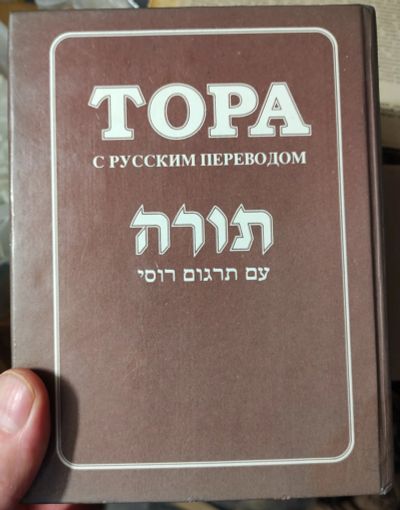 ТОРА
С РУССКИМ ПЕРЕВОДОМ
תורה
עם תרגום רוסי